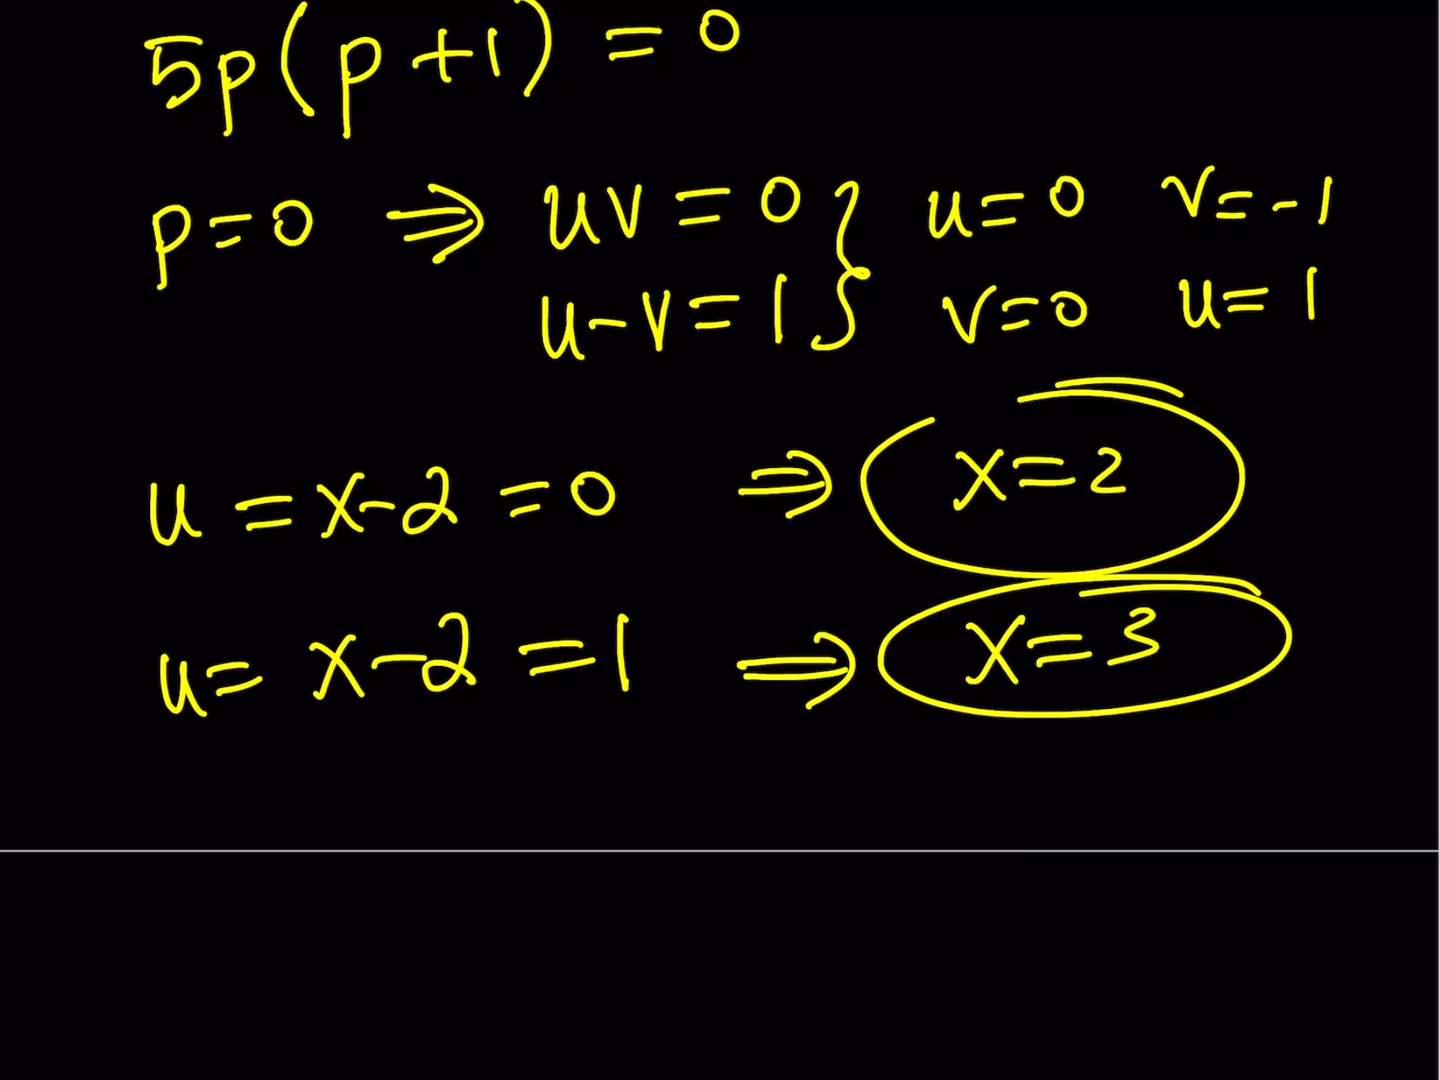 5p(p+1) = 0
p=0 ⇒ uv=0 } u=0 v=-1
u-v=1 } v=0 u=1
u = x-2 = 0 ⇒ x=2
u= x-2 =1 ⇒ x=3